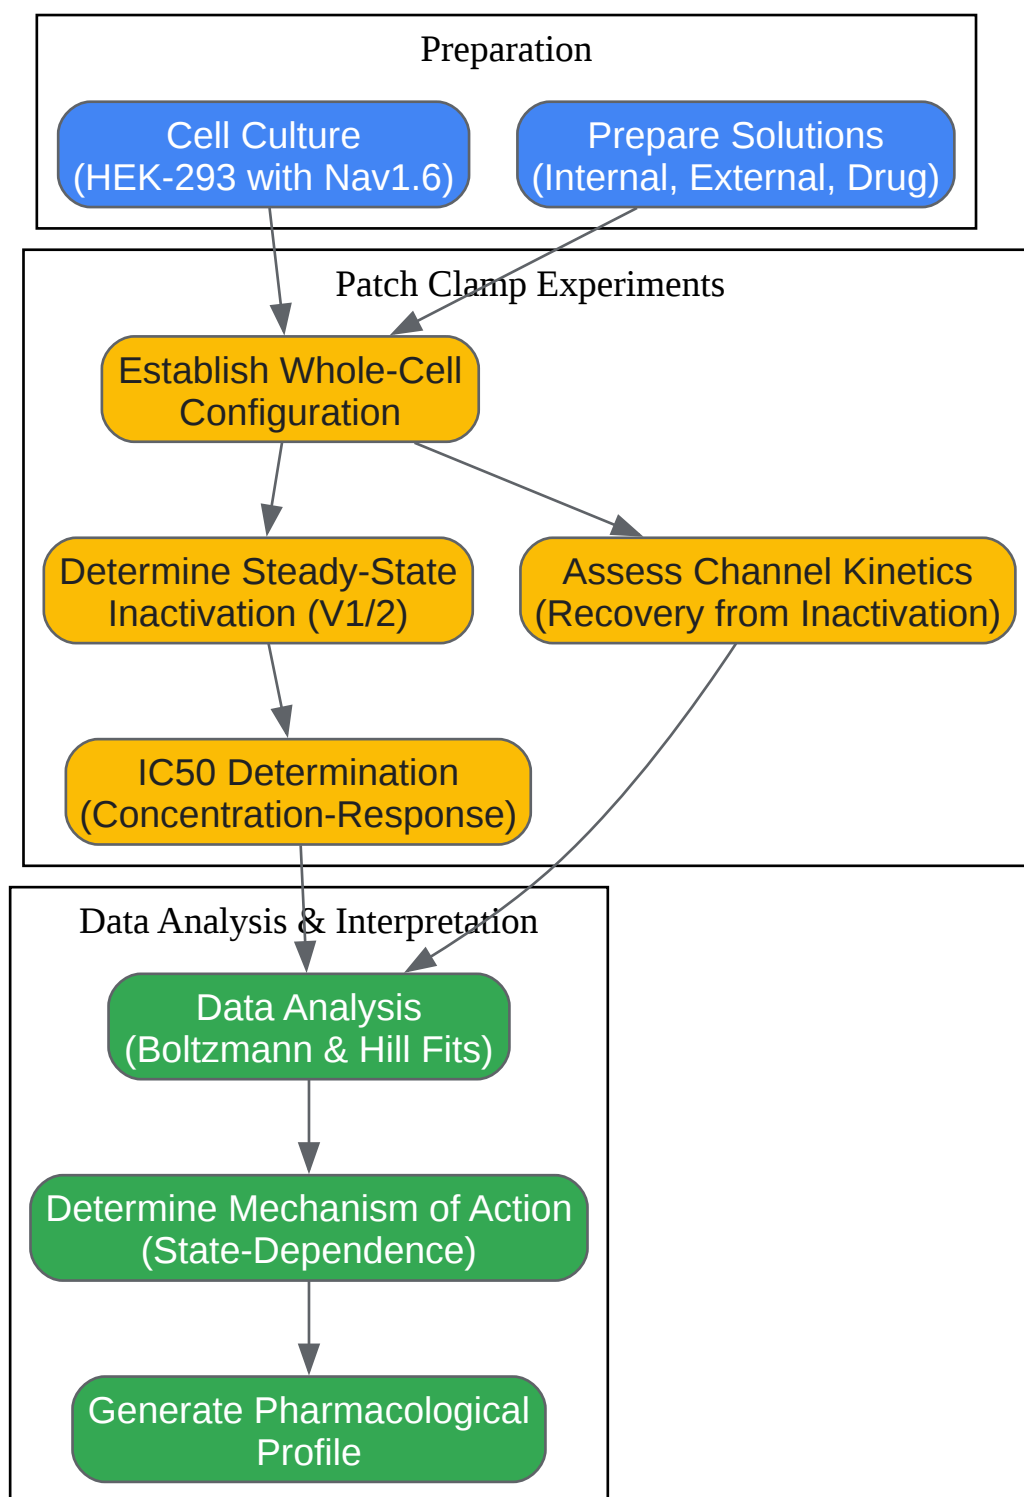 Preparation
Cell Culture
(HEK-293 with Nav1.6)
Prepare Solutions
(Internal, External, Drug)
Patch Clamp Experiments
Establish Whole-Cell
Configuration
Determine Steady-State
Inactivation (V1/2)
Assess Channel Kinetics
(Recovery from Inactivation)
IC50 Determination
(Concentration-Response)
Data Analysis & Interpretation
Data Analysis
(Boltzmann & Hill Fits)
Determine Mechanism of Action
(State-Dependence)
Generate Pharmacological
Profile